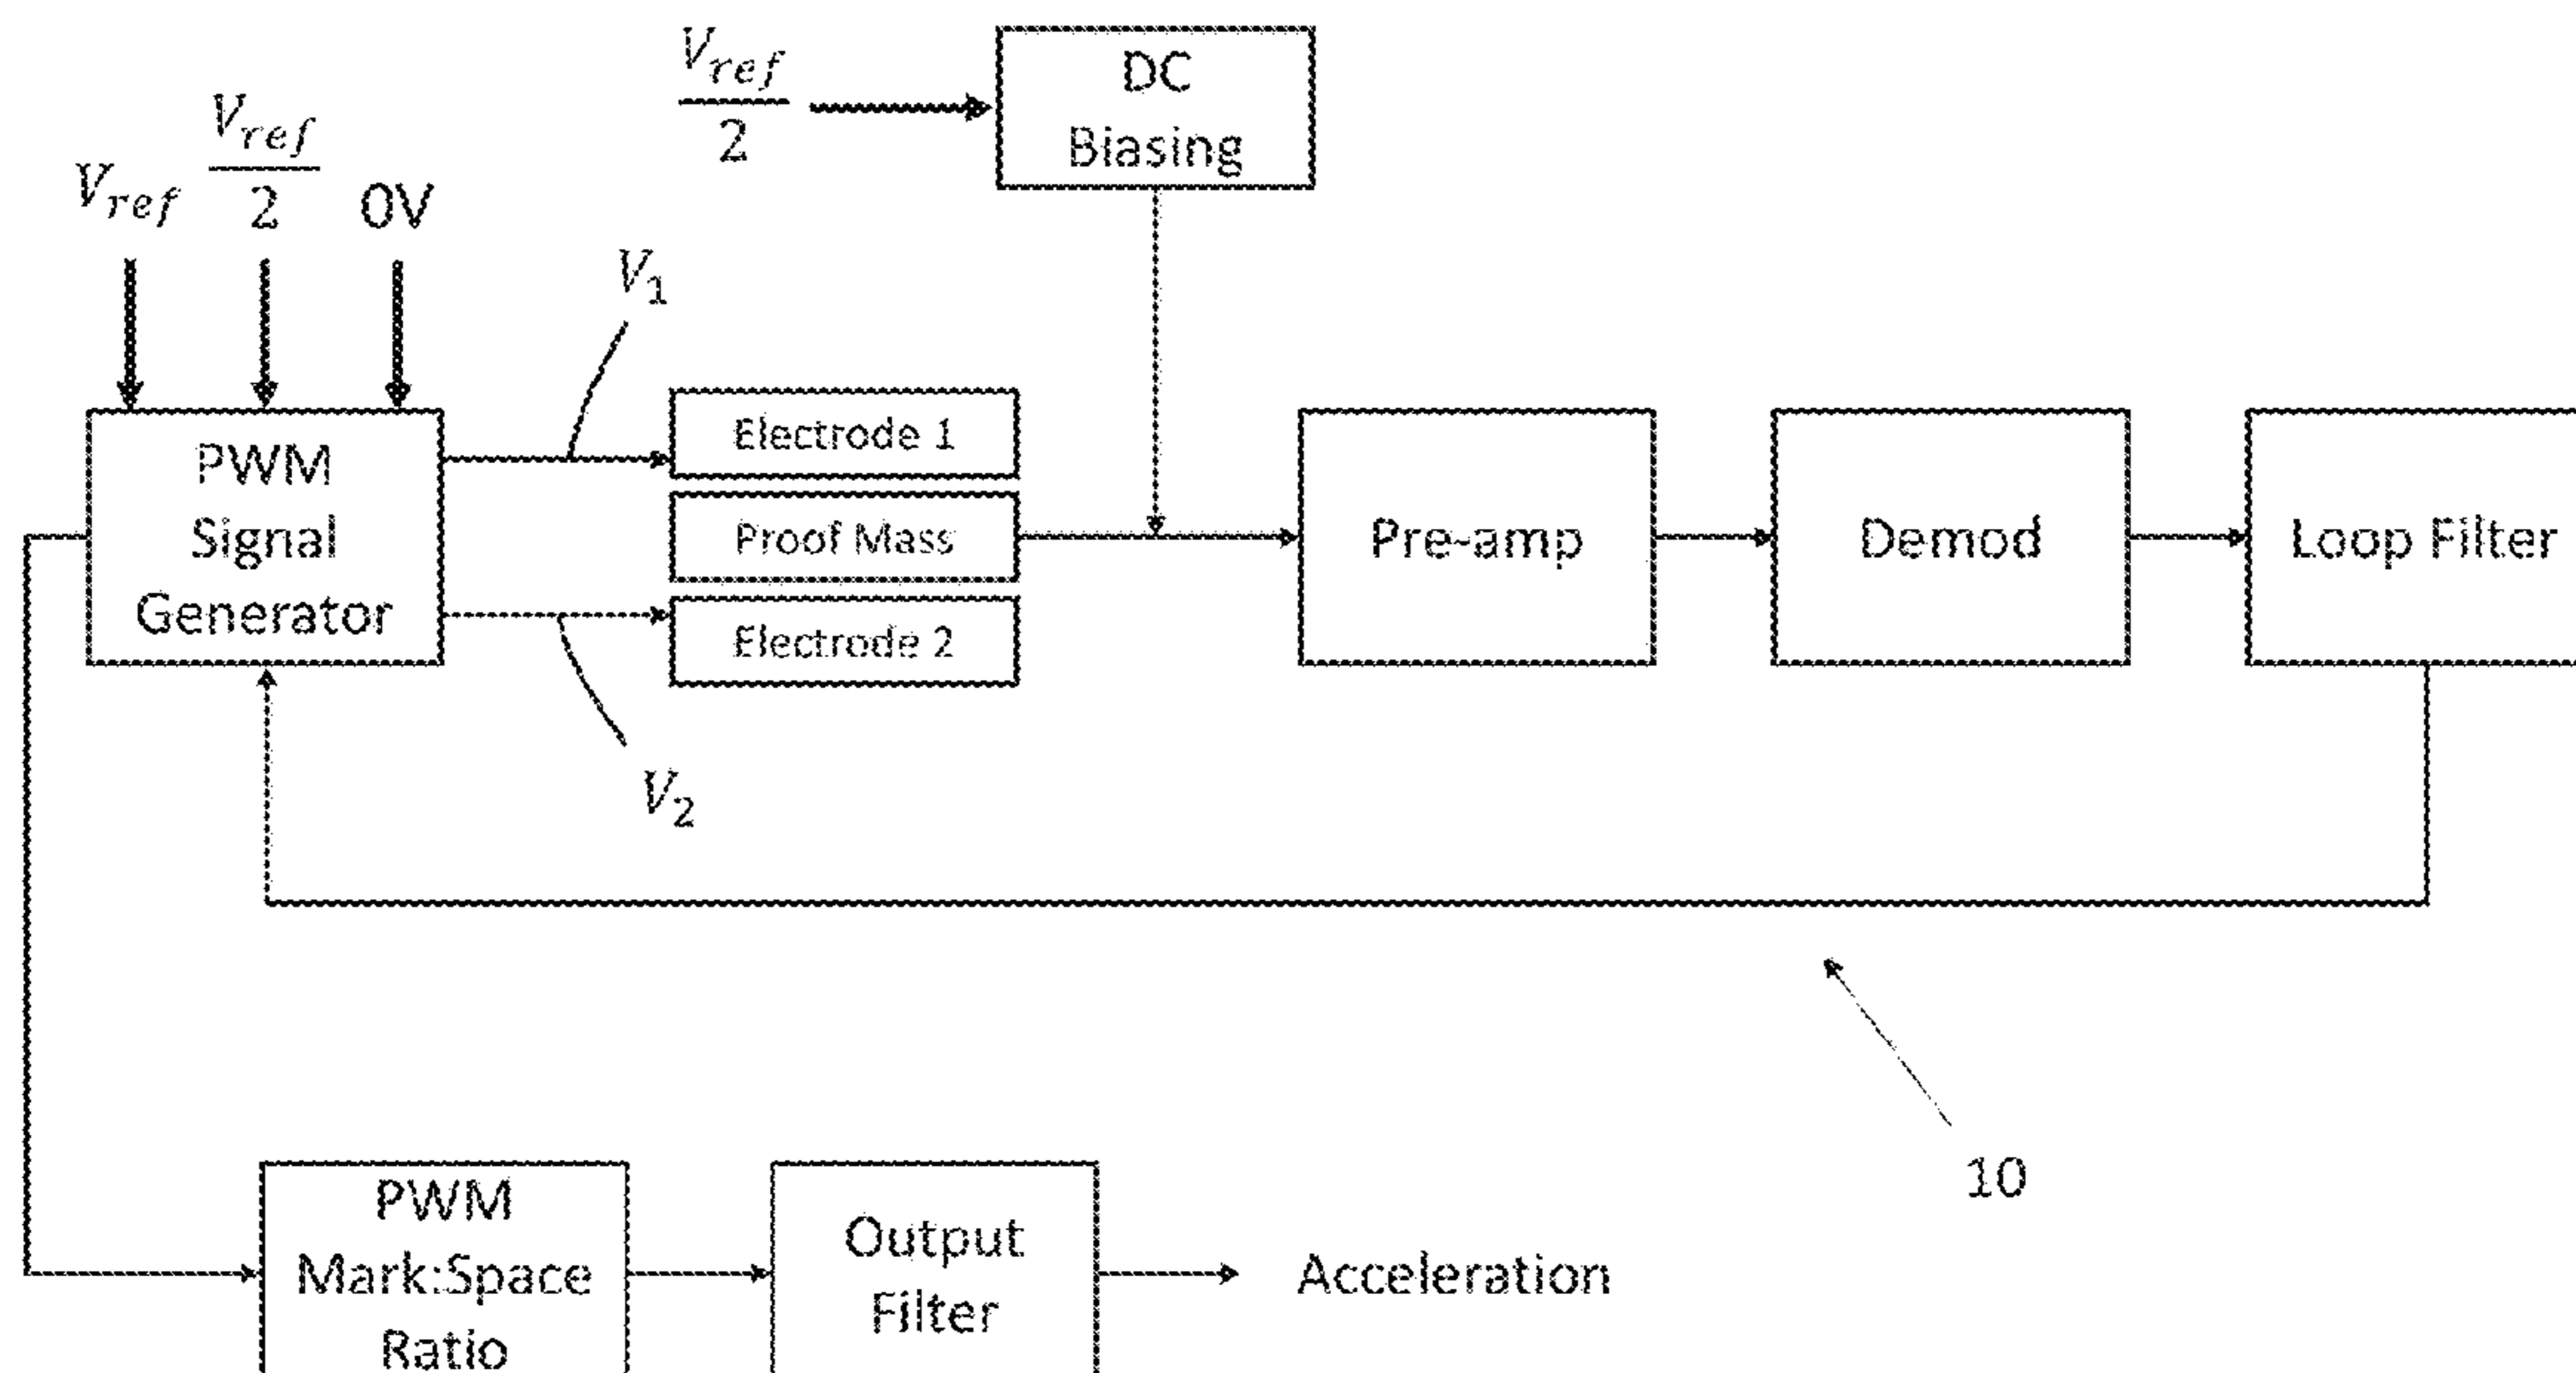 V_ref/2
DC
Biasing
V_ref
V_ref/2
0V
V_1
PWM
Signal
Generator
Electrode 1
Proof Mass
Electrode 2
V_2
Pre-amp
Demod
Loop Filter
10
PWM
Mark:Space
Ratio
Output
Filter
Acceleration